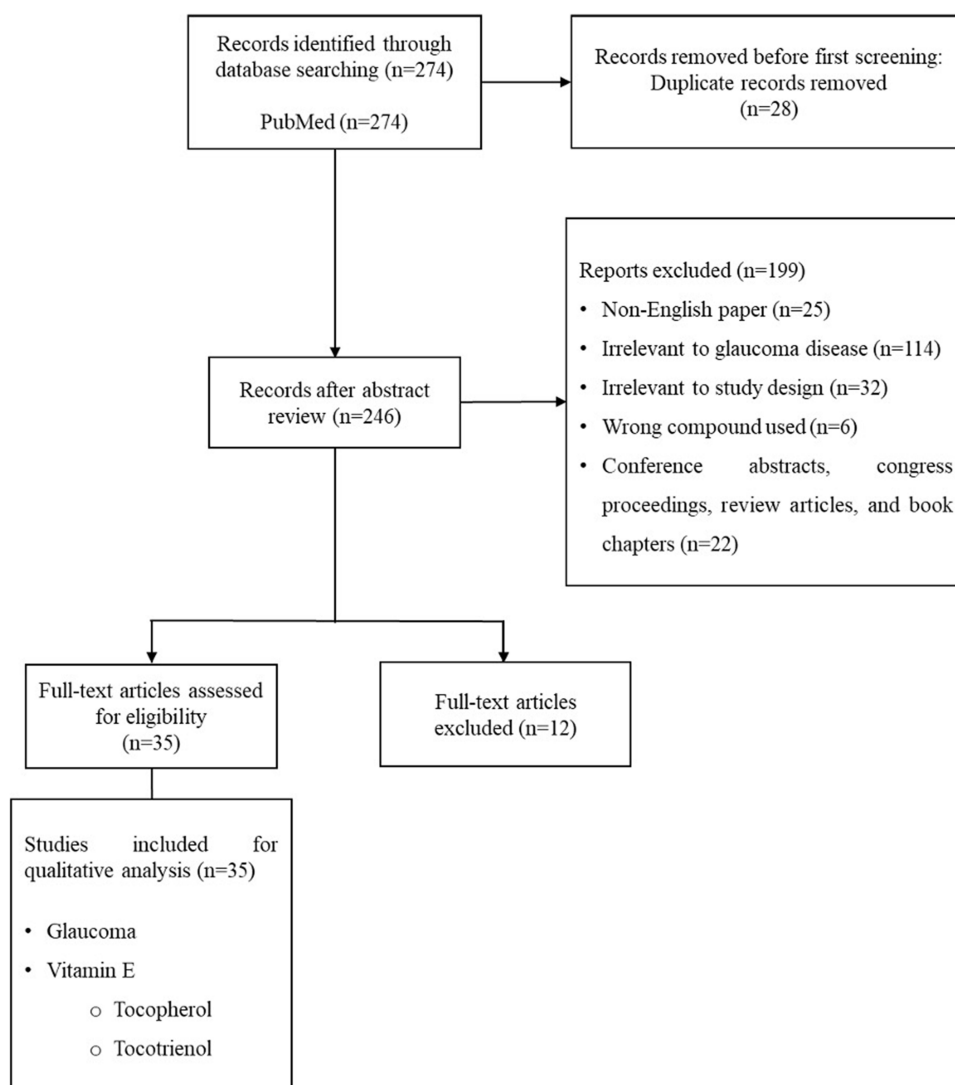 Records identified through
database searching (n=274)
PubMed (n=274)
Records removed before first screening:
Duplicate records removed
(n=28)
Reports excluded (n=199)
• Non-English paper (n=25)
• Irrelevant to glaucoma disease (n=114)
• Irrelevant to study design (n=32)
• Wrong compound used (n=6)
• Conference abstracts, congress
proceedings, review articles, and book
chapters (n=22)
Records after abstract
review (n=246)
Full-text articles assessed
for eligibility
(n=35)
Full-text articles
excluded (n=12)
Studies included for
qualitative analysis (n=35)
• Glaucoma
• Vitamin E
o Tocopherol
o Tocotrienol